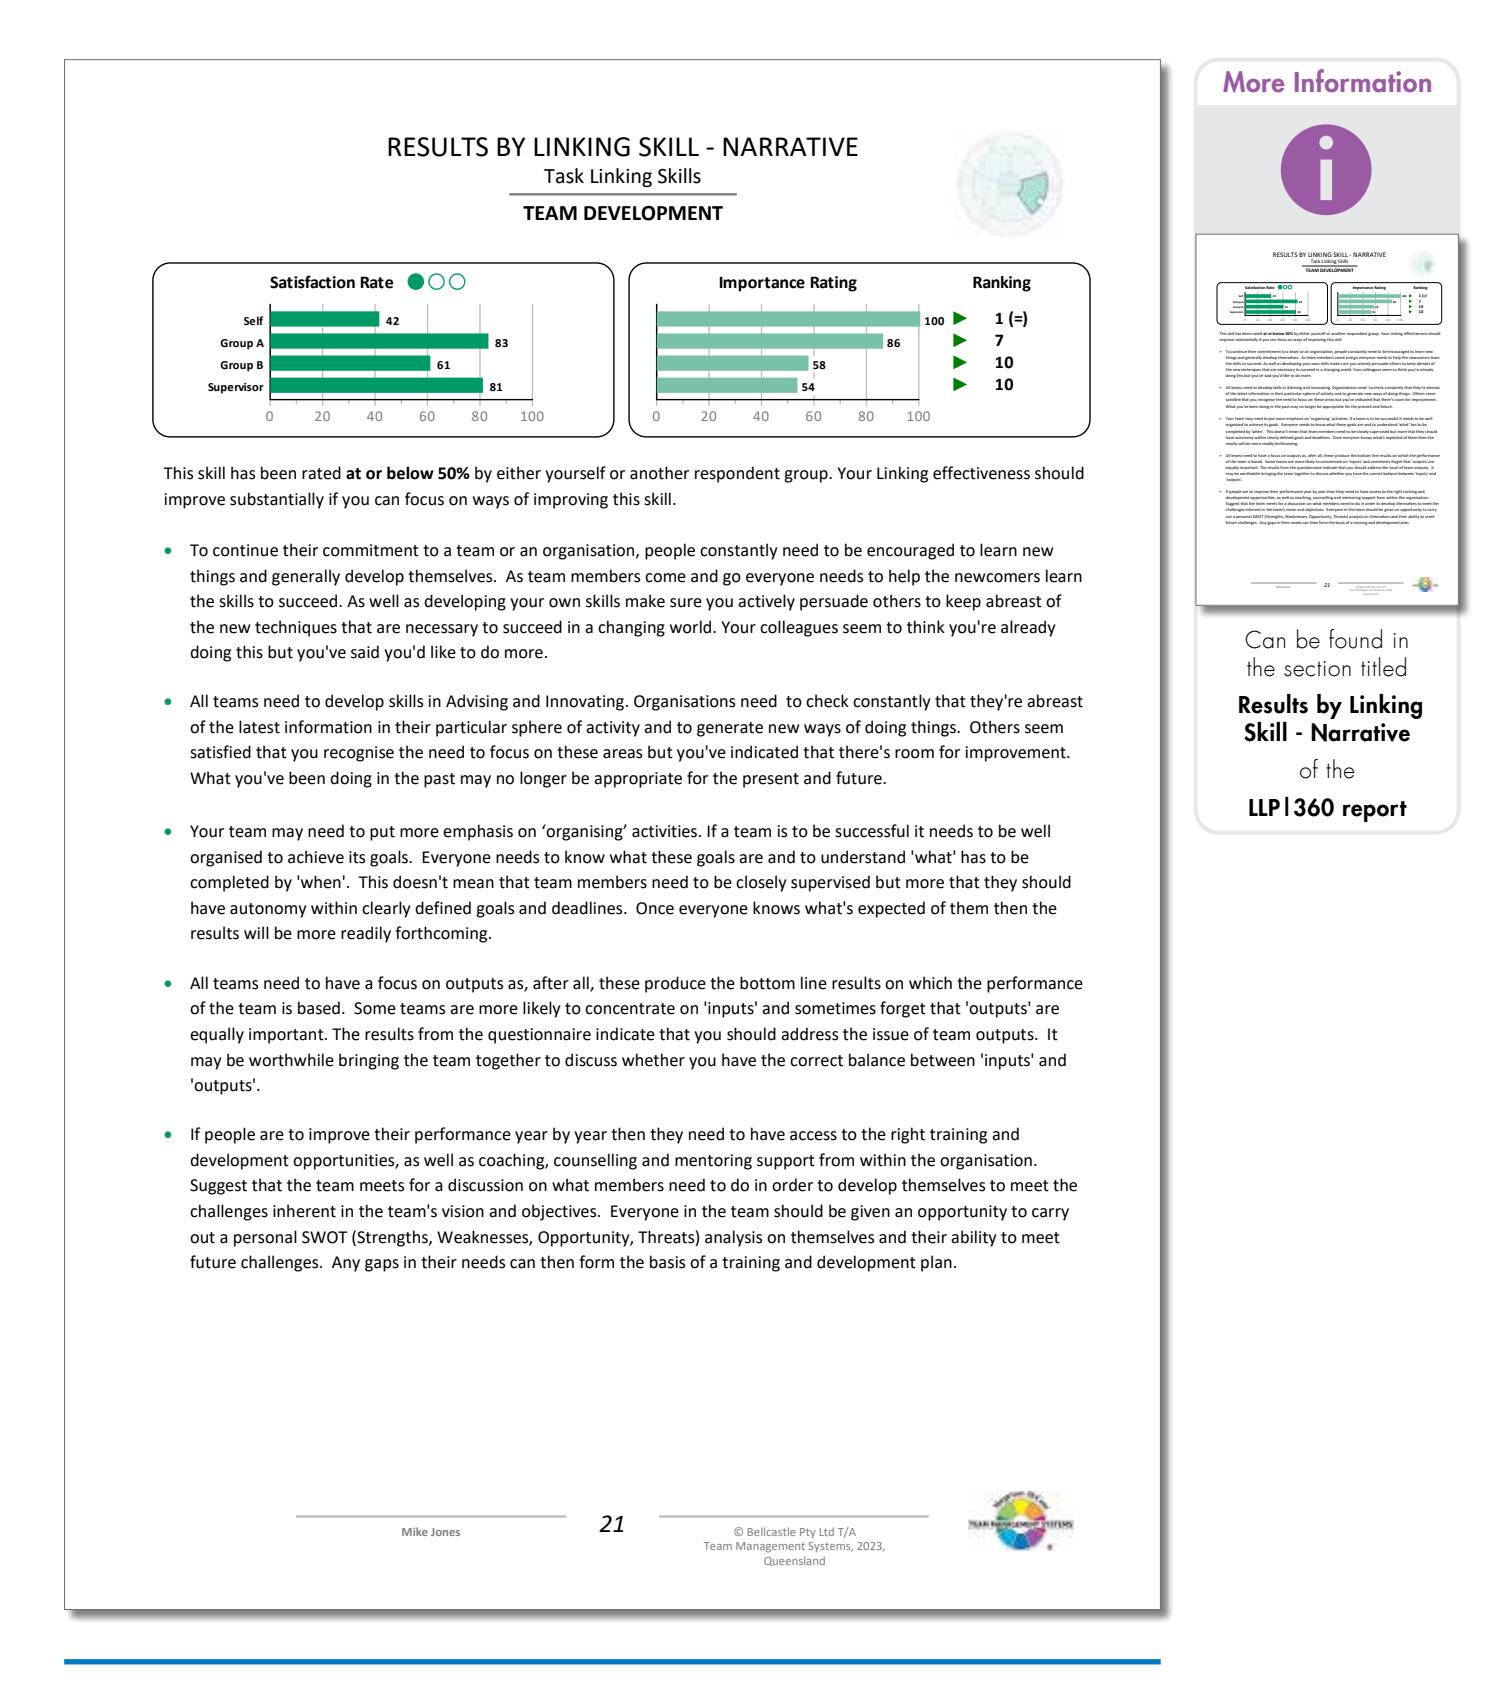 RESULTS BY LINKING SKILL - NARRATIVE
Task Linking Skills
TEAM DEVELOPMENT
Satisfaction Rate
Self 42
Group A 83
Group B 61
Supervisor 81
0 20 40 60 80 100
Importance Rating Ranking
100 1 (=)
86 7
58 10
54 10
0 20 40 60 80 100
This skill has been rated at or below 50% by either yourself or another respondent group. Your Linking effectiveness should
improve substantially if you can focus on ways of improving this skill.
• To continue their commitment to a team or an organisation, people constantly need to be encouraged to learn new
things and generally develop themselves.  As team members come and go everyone needs to help the newcomers learn
the skills to succeed. As well as developing your own skills make sure you actively persuade others to keep abreast of
the new techniques that are necessary to succeed in a changing world. Your colleagues seem to think you're already
doing this but you've said you'd like to do more.
• All teams need to develop skills in Advising and Innovating. Organisations need  to check constantly that they're abreast
of the latest information in their particular sphere of activity and to generate new ways of doing things.  Others seem
satisfied that you recognise the need to focus on these areas but you've indicated that there's room for improvement.
What you've been doing in the past may no longer be appropriate for the present and future.
• Your team may need to put more emphasis on ‘organising’ activities. If a team is to be successful it needs to be well
organised to achieve its goals.  Everyone needs to know what these goals are and to understand 'what' has to be
completed by 'when'.  This doesn't mean that team members need to be closely supervised but more that they should
have autonomy within clearly defined goals and deadlines.  Once everyone knows what's expected of them then the
results will be more readily forthcoming.
• All teams need to have a focus on outputs as, after all, these produce the bottom line results on which the performance
of the team is based.  Some teams are more likely to concentrate on 'inputs' and sometimes forget that 'outputs' are
equally important. The results from the questionnaire indicate that you should address the issue of team outputs.  It
may be worthwhile bringing the team together to discuss whether you have the correct balance between 'inputs' and
'outputs'.
• If people are to improve their performance year by year then they need to have access to the right training and
development opportunities, as well as coaching, counselling and mentoring support from within the organisation.
Suggest that the team meets for a discussion on what members need to do in order to develop themselves to meet the
challenges inherent in the team's vision and objectives.  Everyone in the team should be given an opportunity to carry
out a personal SWOT (Strengths, Weaknesses, Opportunity, Threats) analysis on themselves and their ability to meet
future challenges.  Any gaps in their needs can then form the basis of a training and development plan.
Mike Jones
21
© Bellcastle Pty Ltd T/A
Team Management Systems, 2023,
Queensland
TEAM MANAGEMENT SYSTEMS
More Information
i
RESULTS BY LINKING SKILL - NARRATIVE
Task Linking Skills
TEAM DEVELOPMENT
Can be found in
the section titled
Results by Linking
Skill - Narrative
of the
LLP|360 report